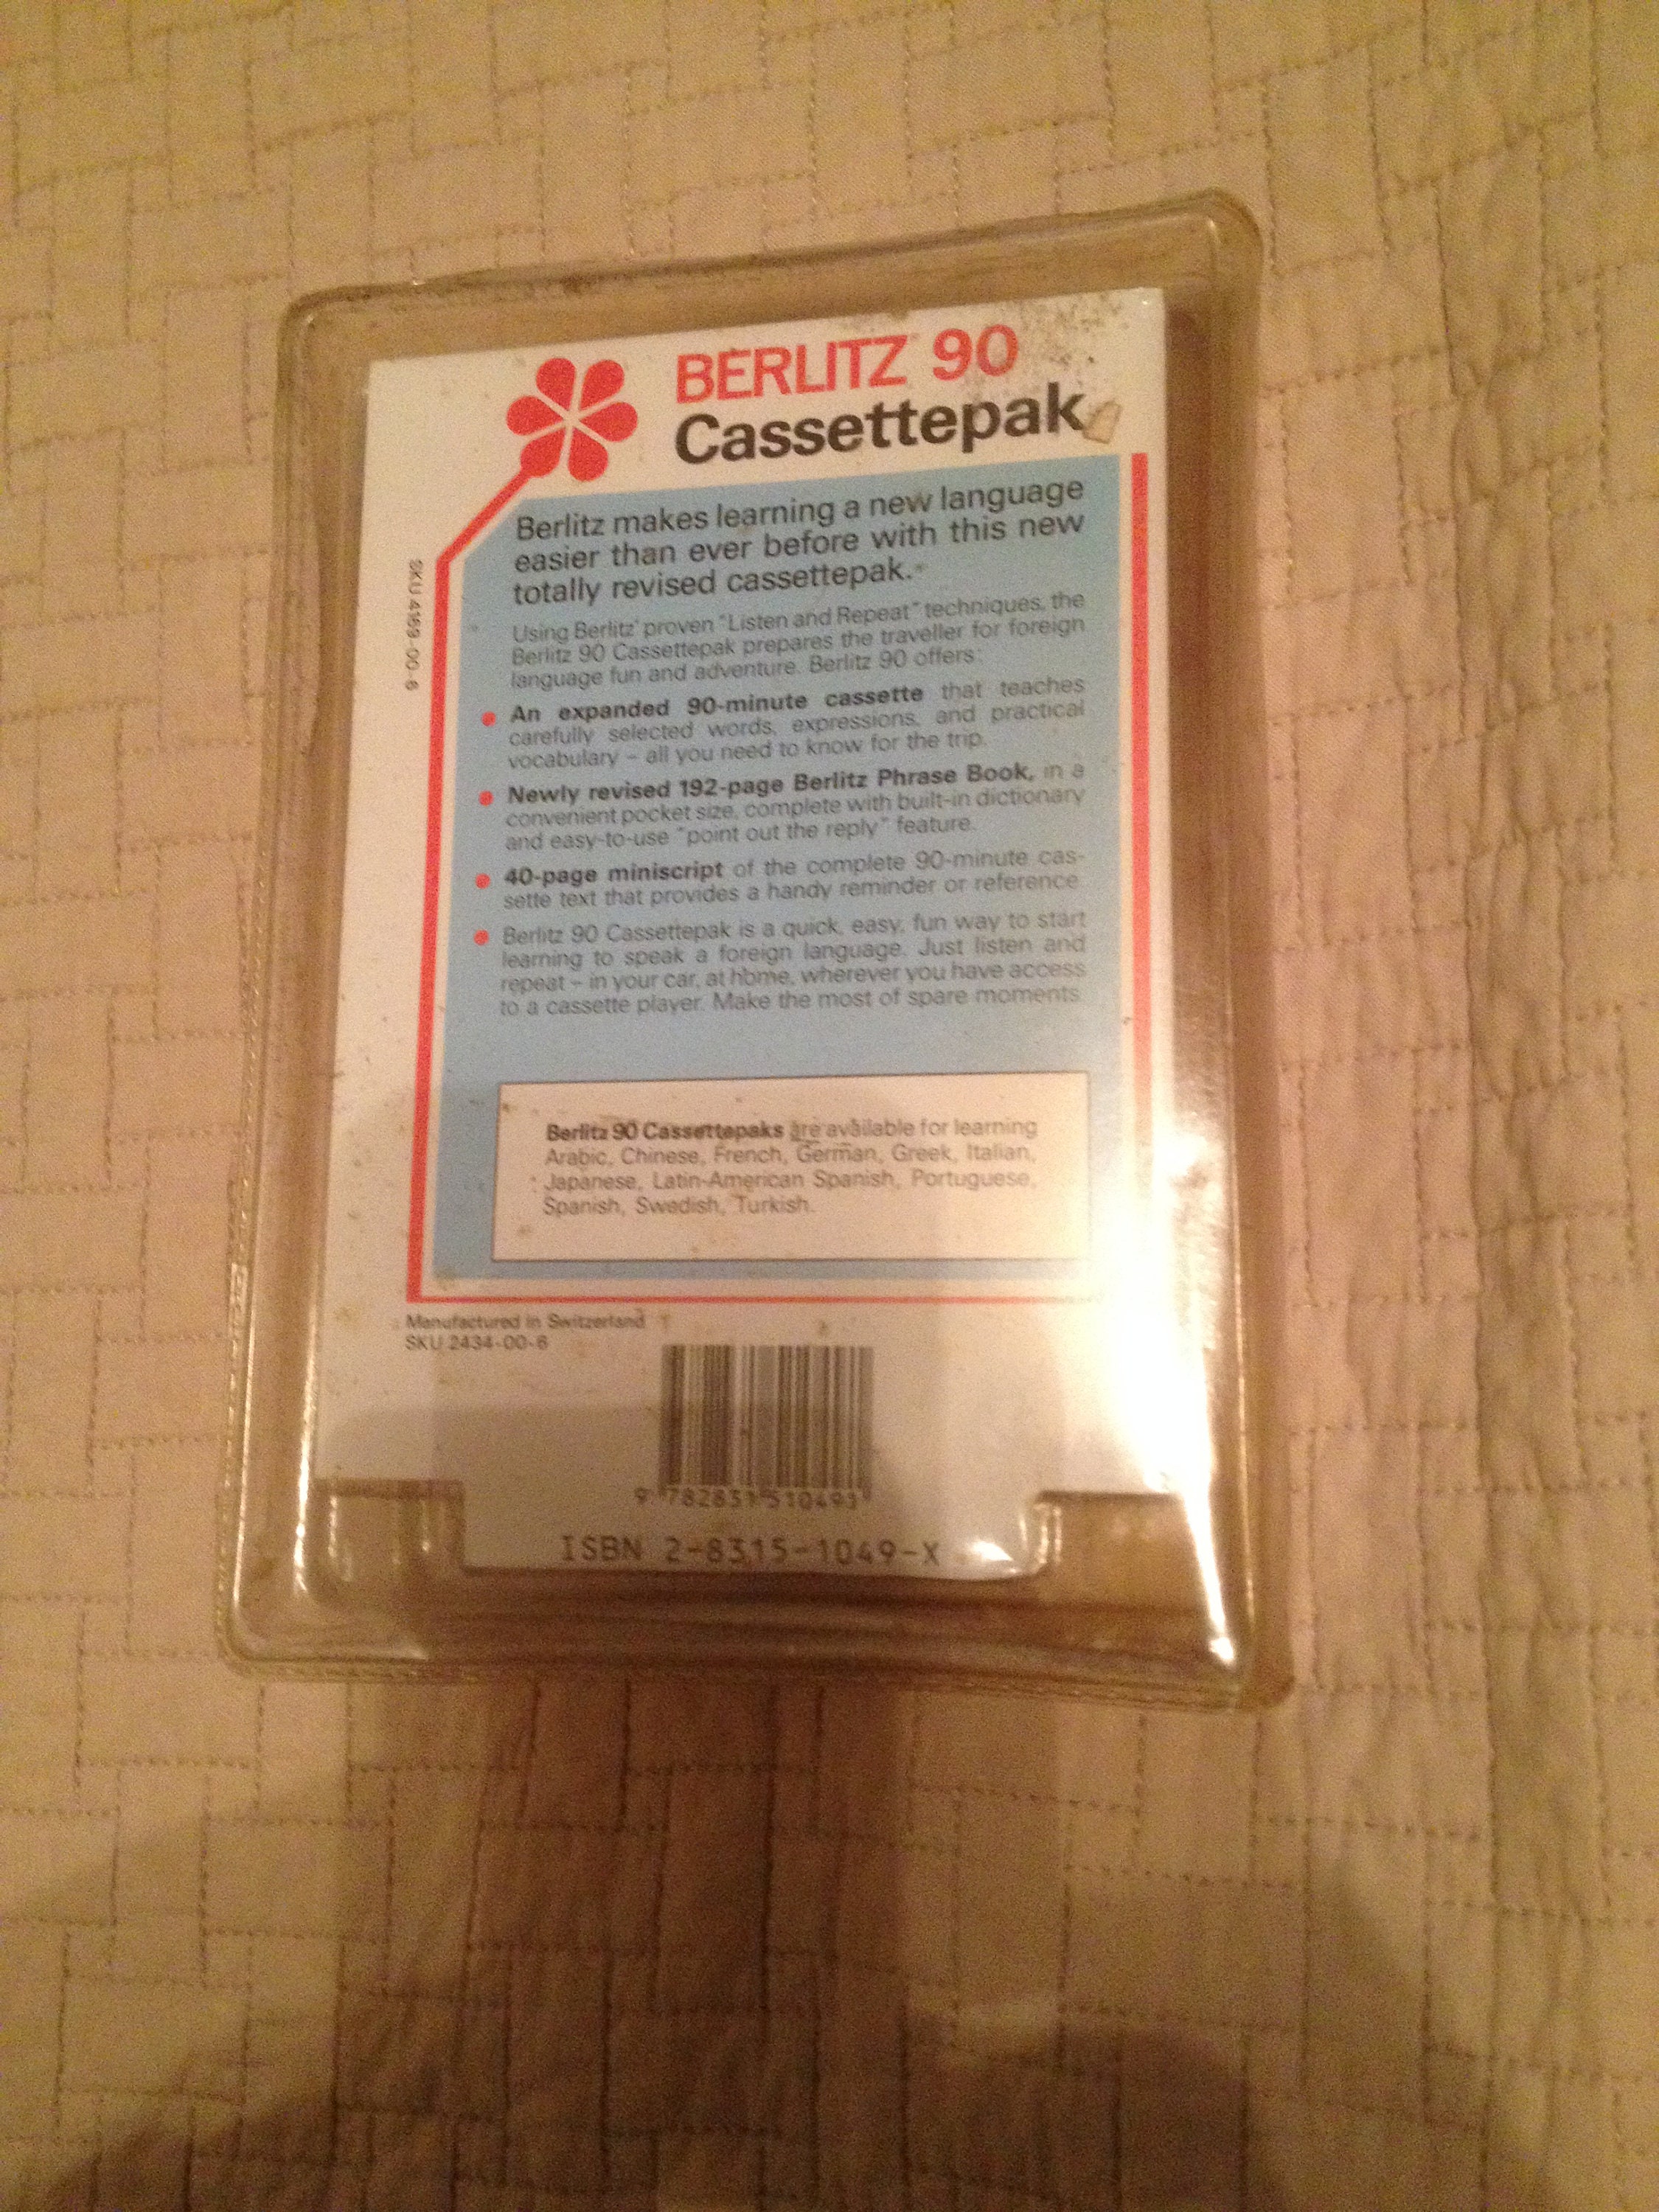 BERLITZ 90
Cassettepak
Berlitz makes learning a new language
easier than ever before with this new
totally revised cassettepak.
Using Berlitz' proven "Listen and Repeat" techniques, the
Berlitz 90 Cassettepak prepares the traveller for foreign
language fun and adventure. Berlitz 90 offers:
An expanded 90-minute cassette that teaches
carefully selected words, expressions, and practical
vocabulary – all you need to know for the trip.
Newly revised 192-page Berlitz Phrase Book, in a
convenient pocket size, complete with built-in dictionary
and easy-to-use "point out the reply" feature.
40-page miniscript of the complete 90-minute cas-
sette text that provides a handy reminder or reference.
Berlitz 90 Cassettepak is a quick, easy, fun way to start
learning to speak a foreign language. Just listen and
repeat – in your car, at home, wherever you have access
to a cassette player. Make the most of spare moments.
SKU 4169-00-6
Berlitz 90 Cassettepaks are available for learning
Arabic, Chinese, French, German, Greek, Italian,
Japanese, Latin-American Spanish, Portuguese,
Spanish, Swedish, Turkish.
Manufactured in Switzerland
SKU 2434-00-6
9 782831 510491
ISBN 2-8315-1049-X